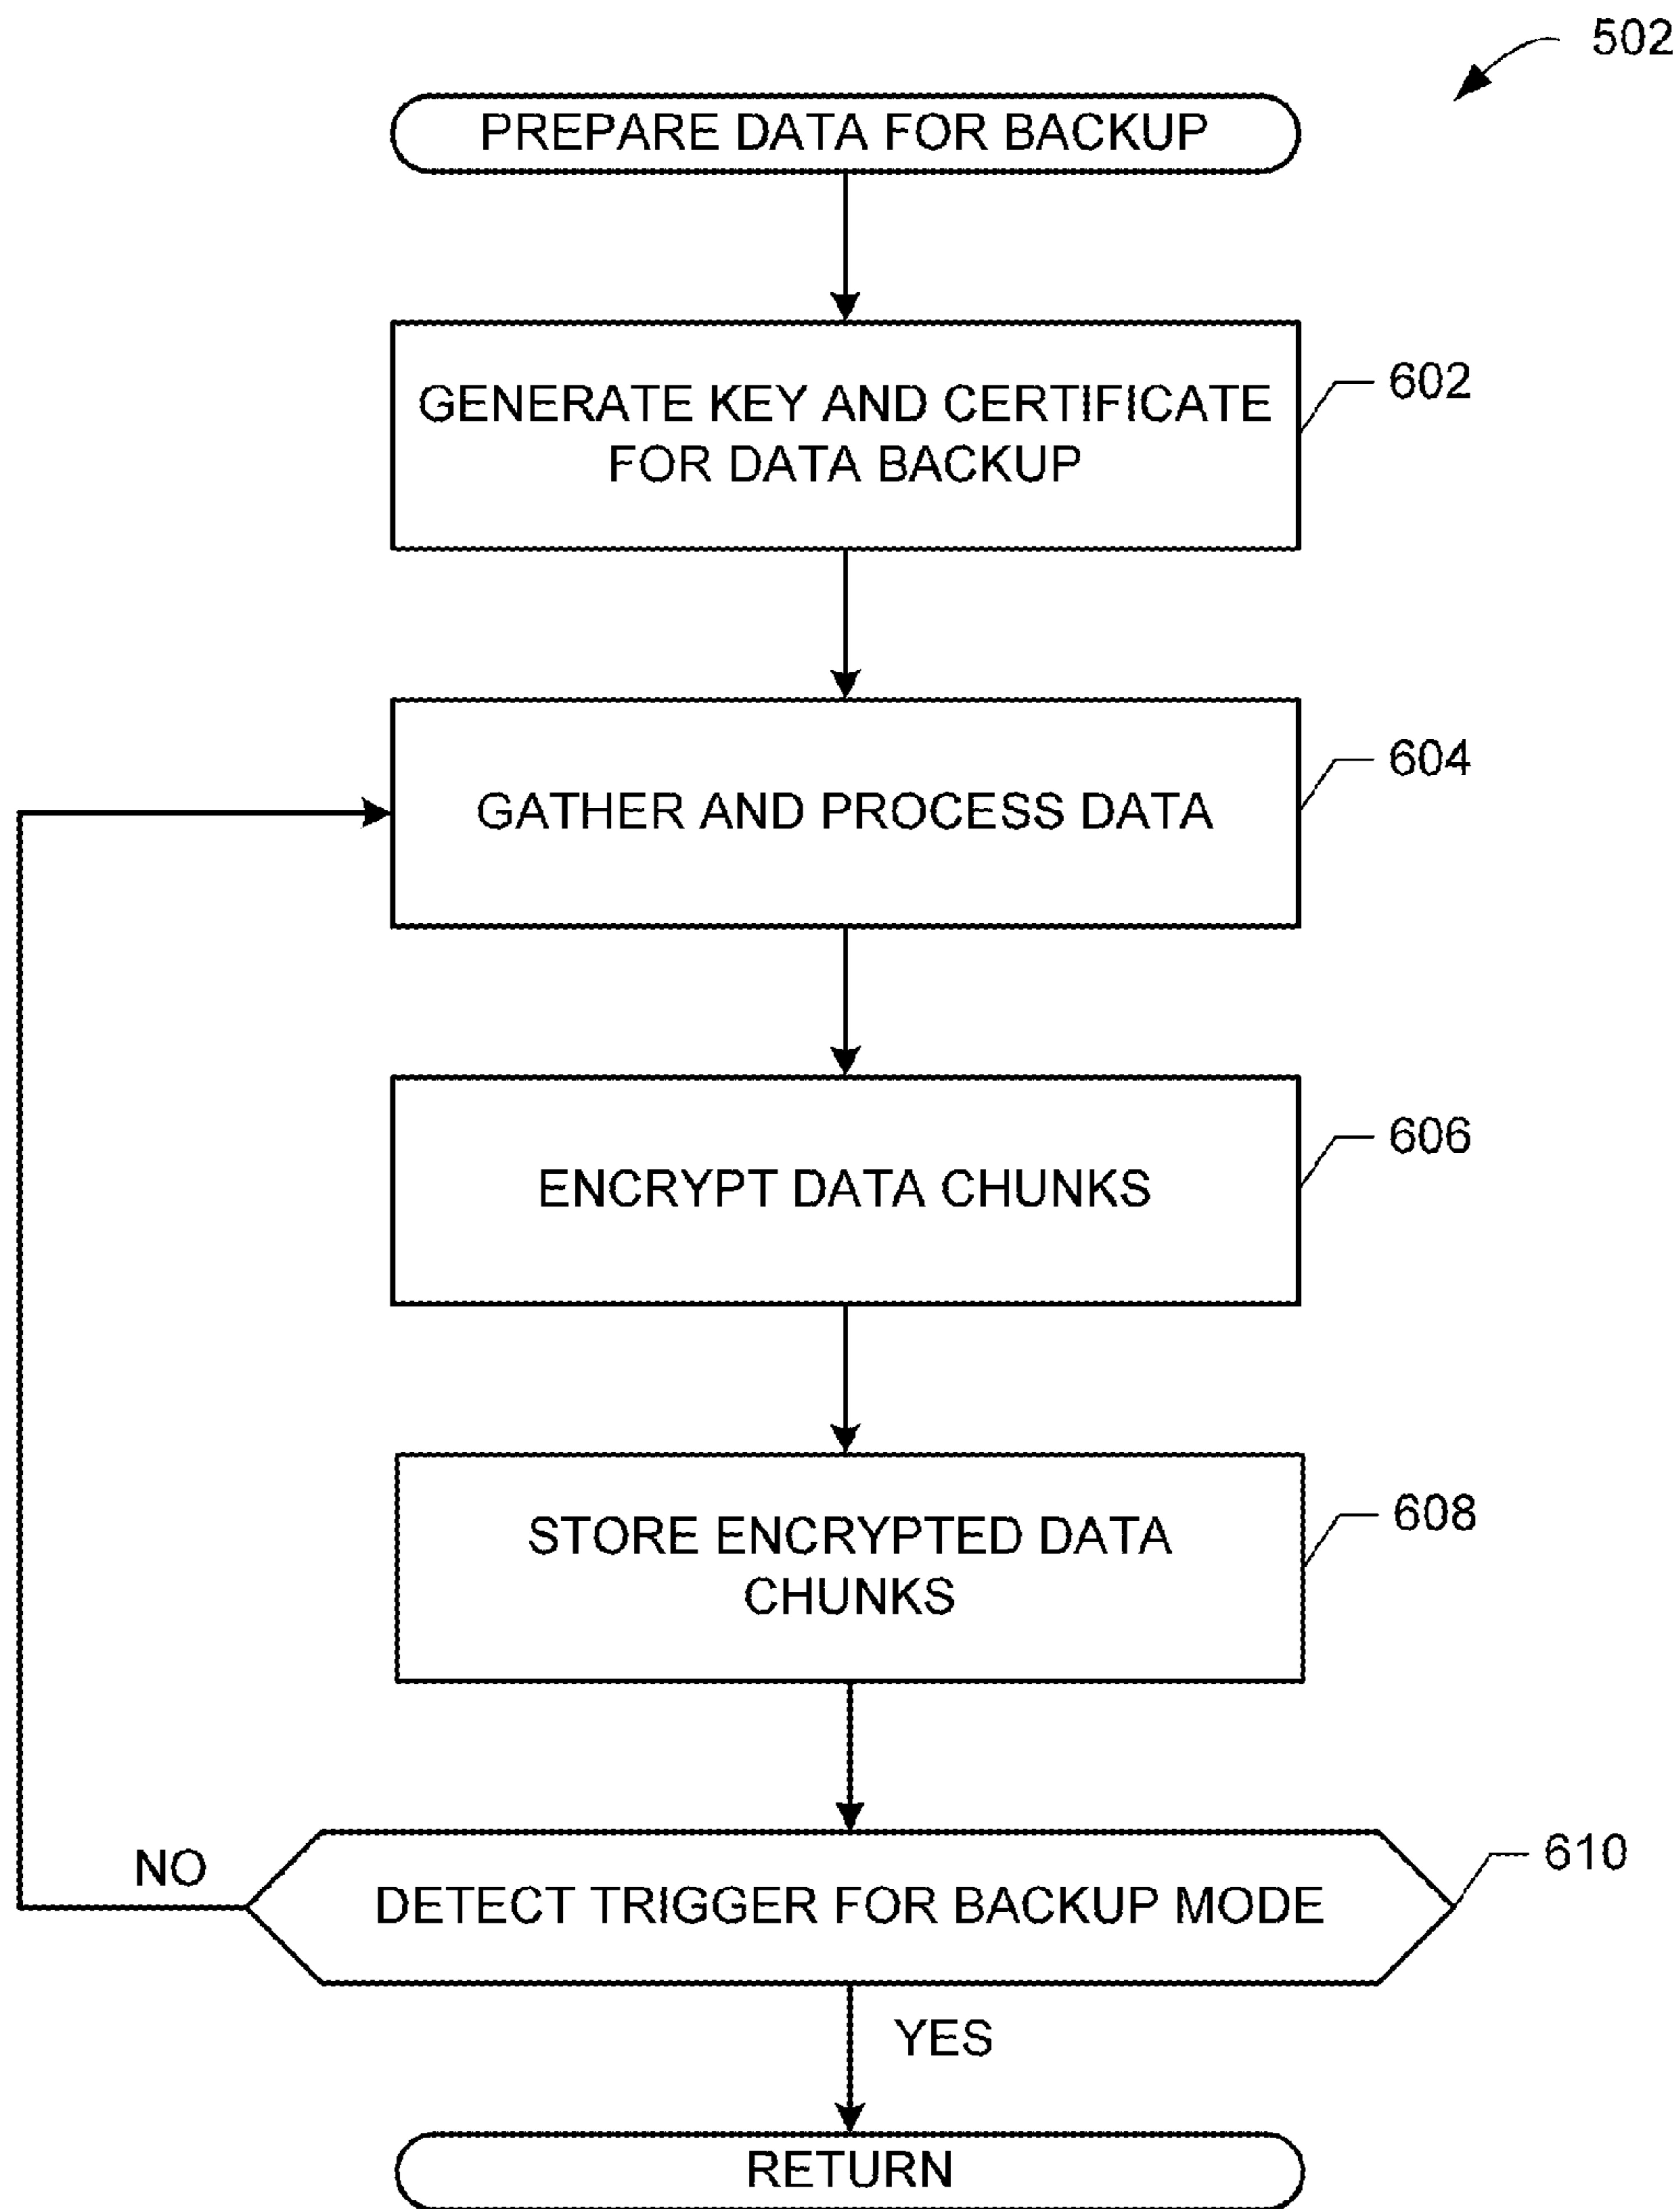 502
PREPARE DATA FOR BACKUP
GENERATE KEY AND CERTIFICATE
FOR DATA BACKUP
602
GATHER AND PROCESS DATA
604
ENCRYPT DATA CHUNKS
606
STORE ENCRYPTED DATA
CHUNKS
608
NO
DETECT TRIGGER FOR BACKUP MODE
610
YES
RETURN